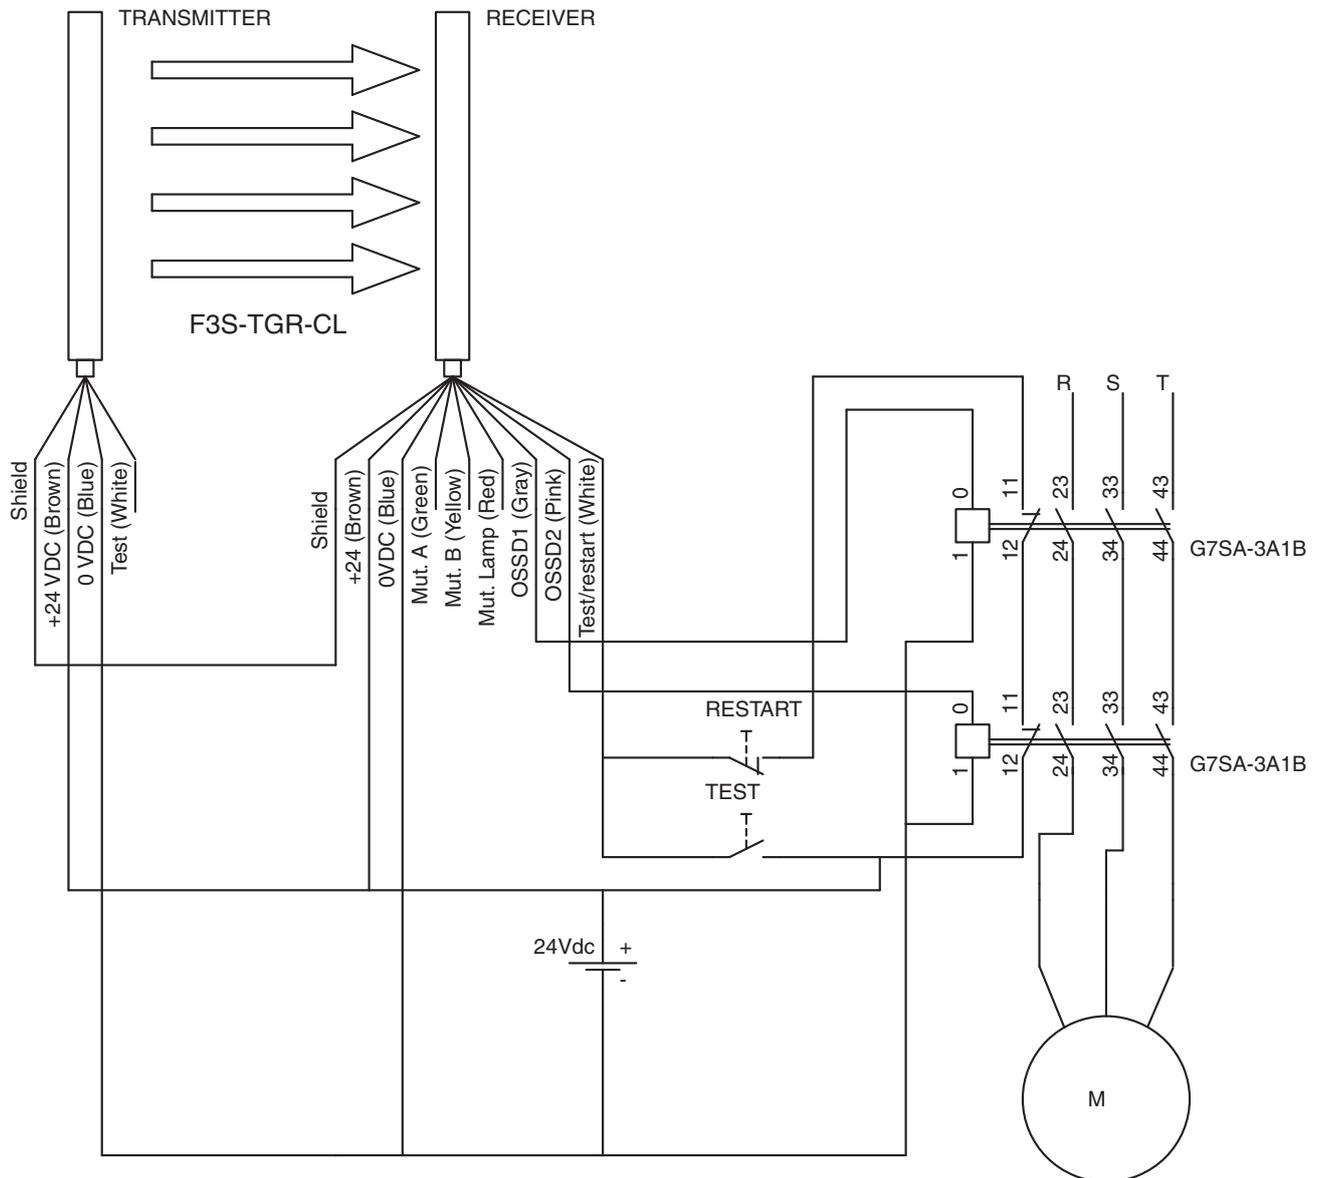 TRANSMITTER
RECEIVER
F3S-TGR-CL
Shield
+24 VDC (Brown)
0 VDC (Blue)
Test (White)
Shield
+24 (Brown)
0VDC (Blue)
Mut. A (Green)
Mut. B (Yellow)
Mut. Lamp (Red)
OSSD1 (Gray)
OSSD2 (Pink)
Test/restart (White)
R
S
T
0
11
23
33
43
1
12
24
34
44
G7SA-3A1B
0
11
23
33
43
1
12
24
34
44
G7SA-3A1B
RESTART
TEST
24Vdc
+
-
M